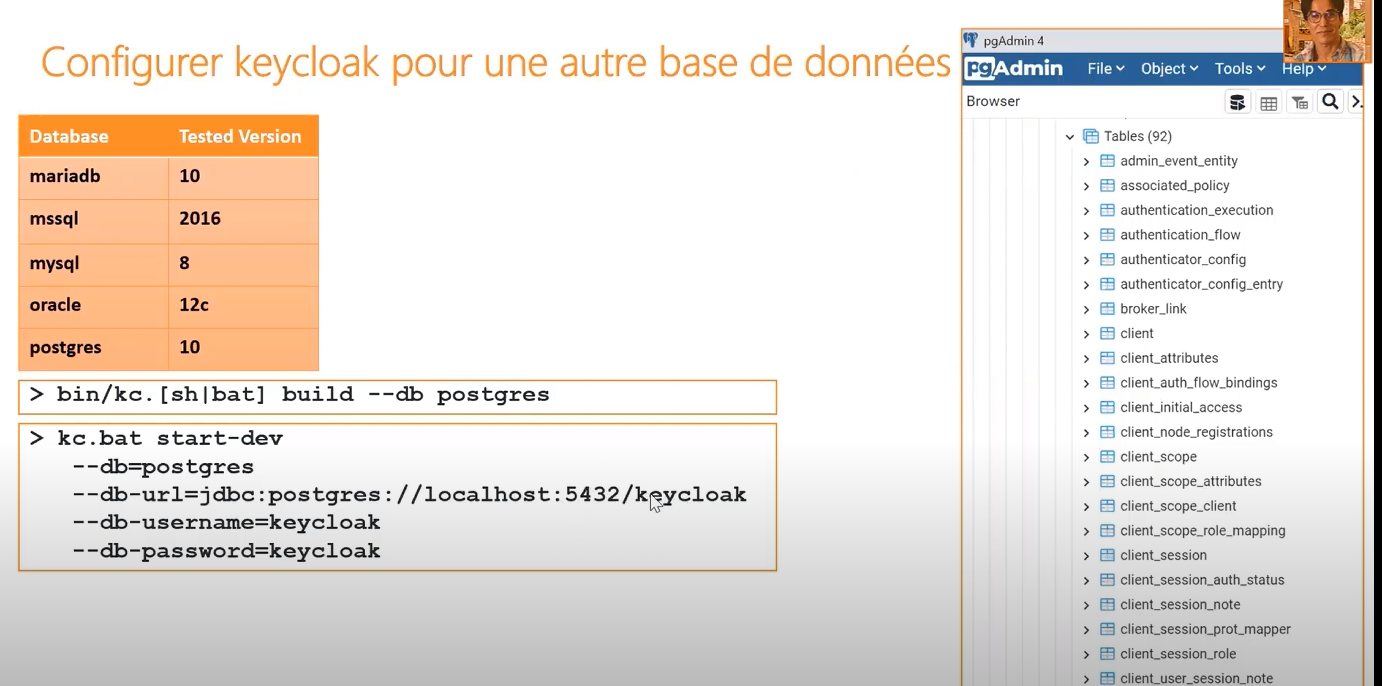 Configurer keycloak pour une autre base de données
Database Tested Version
mariadb 10
mssql 2016
mysql 8
oracle 12c
postgres 10
> bin/kc.[sh|bat] build --db postgres
> kc.bat start-dev
--db=postgres
--db-url=jdbc:postgres://localhost:5432/keycloak
--db-username=keycloak
--db-password=keycloak
pgAdmin 4
pgAdmin File Object Tools Help
Browser
Tables (92)
admin_event_entity
associated_policy
authentication_execution
authentication_flow
authenticator_config
authenticator_config_entry
broker_link
client
client_attributes
client_auth_flow_bindings
client_initial_access
client_node_registrations
client_scope
client_scope_attributes
client_scope_client
client_scope_role_mapping
client_session
client_session_auth_status
client_session_note
client_session_prot_mapper
client_session_role
client_user_session_note